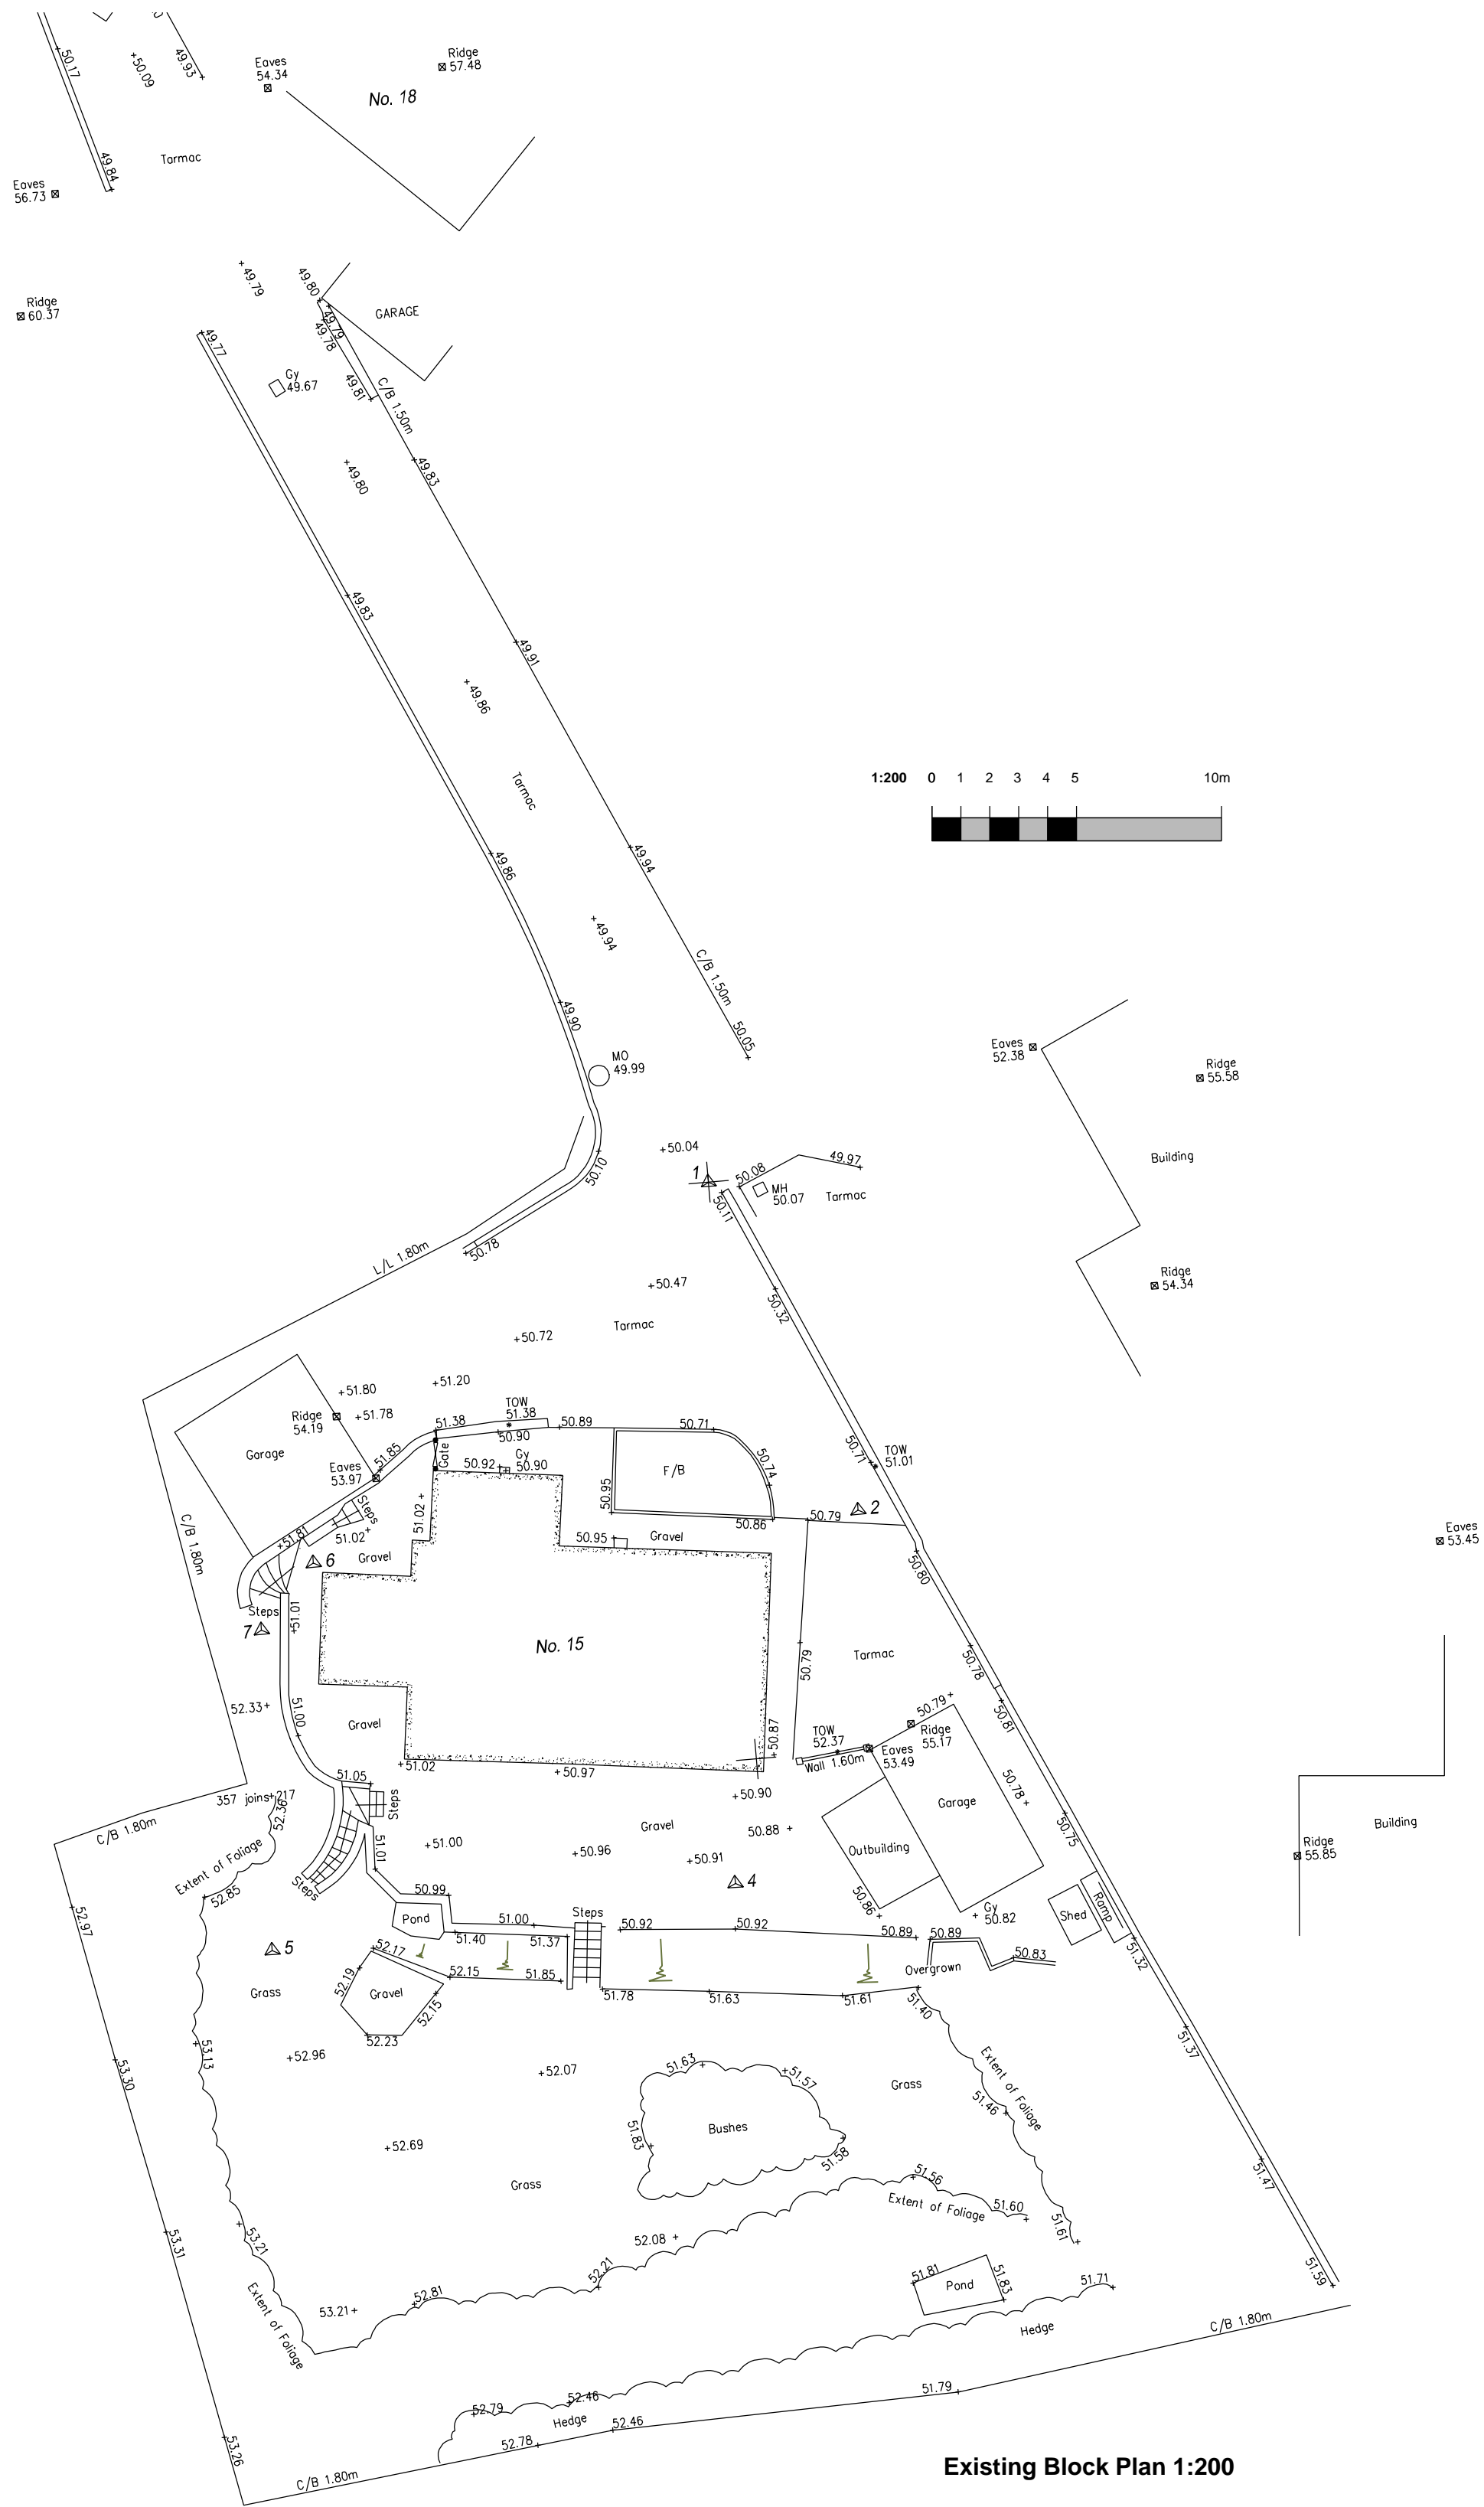 50.17
+50.09
49.93
Eaves
54.34
Ridge
57.48
No. 18
49.84
Tarmac
Eaves
56.73
49.79
49.80
Ridge
60.37
49.79
49.78
GARAGE
49.77
Gy
49.67
49.81
C/B 1.50m
49.83
49.80
49.83
49.91
49.86
Tarmac
1:200 0 1 2 3 4 5 10m
49.86
49.94
49.94
C/B 1.50m
49.90
50.05
MO
49.99
Eaves
52.38
Ridge
55.58
+50.04
50.10
1
50.08
49.97
MH
50.07
Tarmac
Building
50.11
50.78
L/L 1.80m
+50.47
50.32
Ridge
54.34
Tarmac
+50.72
+51.80
+51.20
Ridge
54.19
+51.78
TOW
51.38
51.38
50.89
50.71
50.90
Garage
51.85
Gate
Gy
50.92
50.90
Eaves
53.97
F/B
50.74
50.71
TOW
51.01
C/B 1.80m
Steps
51.02
51.02
50.95
50.86
50.79
2
Eaves
53.45
51.81
Gravel
6
50.95
Gravel
50.80
Steps
7
51.01
No. 15
50.79
Tarmac
50.78
52.33+
51.00
Gravel
50.87
50.79
50.81
TOW
52.37
Ridge
55.17
Wall 1.60m
Eaves
53.49
+51.02
+50.97
51.05
357 joins 217
52.36
Steps
+50.90
Garage
50.78
50.75
C/B 1.80m
Gravel
50.88 +
Outbuilding
Building
Ridge
55.85
+51.00
+50.96
+50.91
51.01
Extent of Foliage
52.85
Steps
50.99
4
50.86
Gy
50.82
Shed
Ramp
52.97
Pond
51.00
Steps
50.92
50.92
50.89
50.89
50.83
51.32
5
51.40
51.37
52.17
52.15
51.85
Overgrown
52.19
Grass
Gravel
52.15
51.78
51.63
51.61
51.40
52.23
53.13
+52.96
53.30
+52.07
51.63
51.57
Grass
Extent of Foliage
51.37
51.46
51.83
Bushes
51.58
+52.69
Grass
51.56
51.47
Extent of Foliage
51.60
51.61
53.31
53.21
52.08 +
52.21
51.81
Pond
51.83
51.59
51.71
52.81
Extent of Foliage
53.21+
Hedge
C/B 1.80m
51.79
52.79
52.46
Hedge
52.46
52.78
53.26
C/B 1.80m
Existing Block Plan 1:200